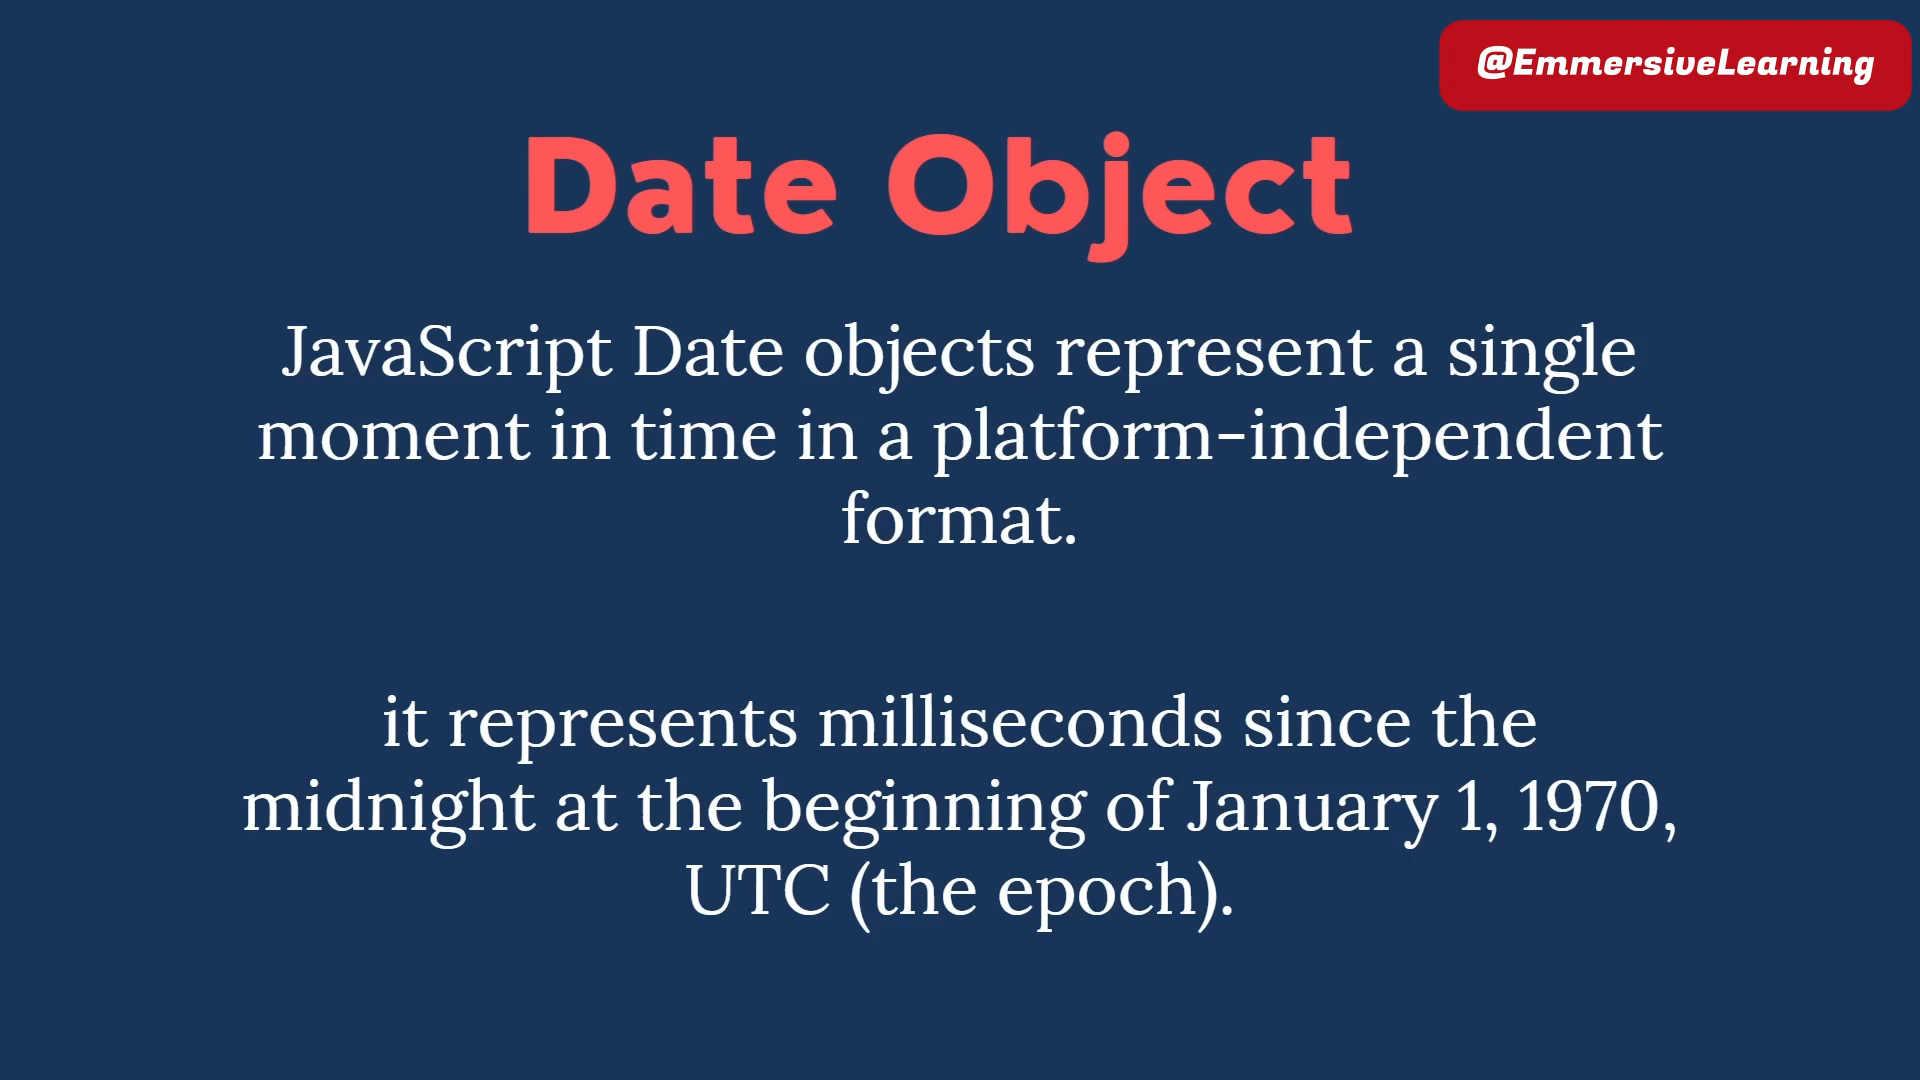 @EmmersiveLearning
Date Object
JavaScript Date objects represent a single
moment in time in a platform-independent
format.
it represents milliseconds since the
midnight at the beginning of January 1, 1970,
UTC (the epoch).